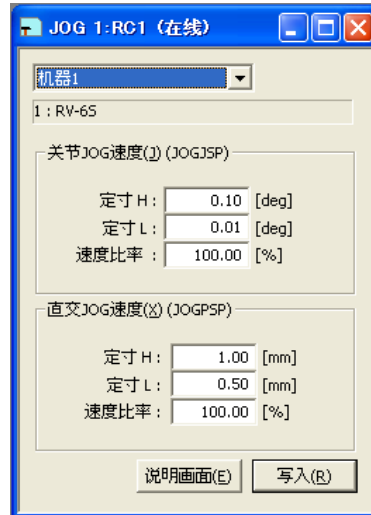 JOG 1:RC1 (在线)
机器1
1 : RV-6S
关节JOG速度(J) (JOGJSP)
定寸 H : 0.10 [deg]
定寸 L : 0.01 [deg]
速度比率 : 100.00 [%]
直交JOG速度(X) (JOGPSP)
定寸 H : 1.00 [mm]
定寸 L : 0.50 [mm]
速度比率 : 100.00 [%]
说明画面(E) 写入(R)